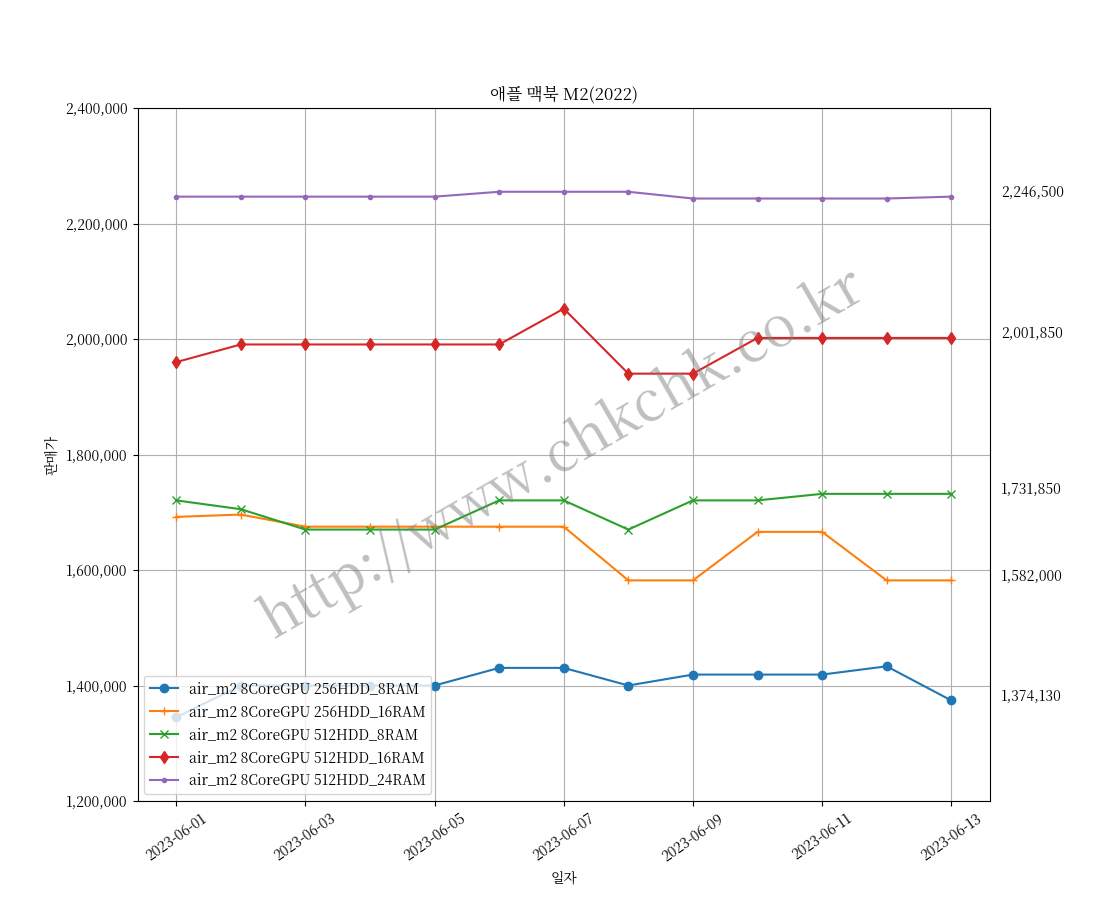 애플 맥북 M2(2022)
2,400,000
2,200,000
2,000,000
1,800,000
1,600,000
1,400,000
1,200,000
판매가
2,246,500
2,001,850
1,731,850
1,582,000
1,374,130
http://www.chkchk.co.kr
air_m2 8CoreGPU 256HDD_8RAM
air_m2 8CoreGPU 256HDD_16RAM
air_m2 8CoreGPU 512HDD_8RAM
air_m2 8CoreGPU 512HDD_16RAM
air_m2 8CoreGPU 512HDD_24RAM
2023-06-01
2023-06-03
2023-06-05
2023-06-07
2023-06-09
2023-06-11
2023-06-13
일자